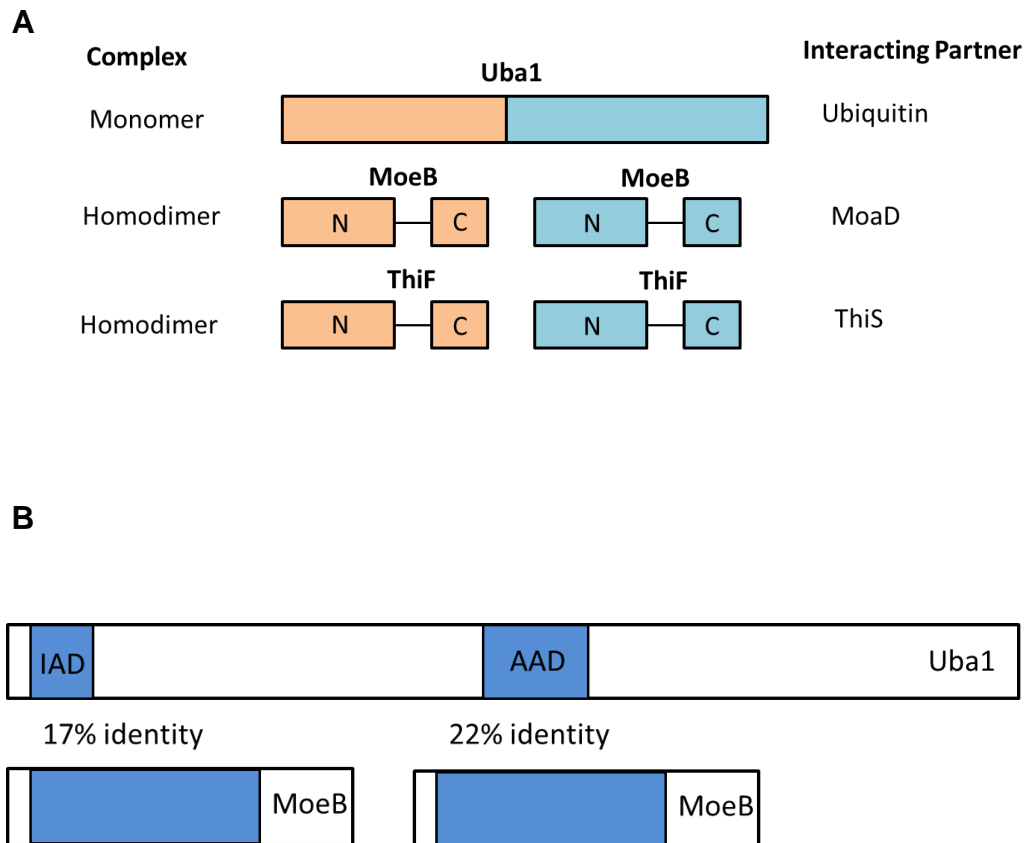 A
Complex
Interacting Partner
Uba1
Monomer
Ubiquitin
MoeB MoeB
Homodimer
N C N C
MoaD
ThiF ThiF
Homodimer
N C N C
ThiS
B
IAD AAD Uba1
17% identity 22% identity
MoeB MoeB